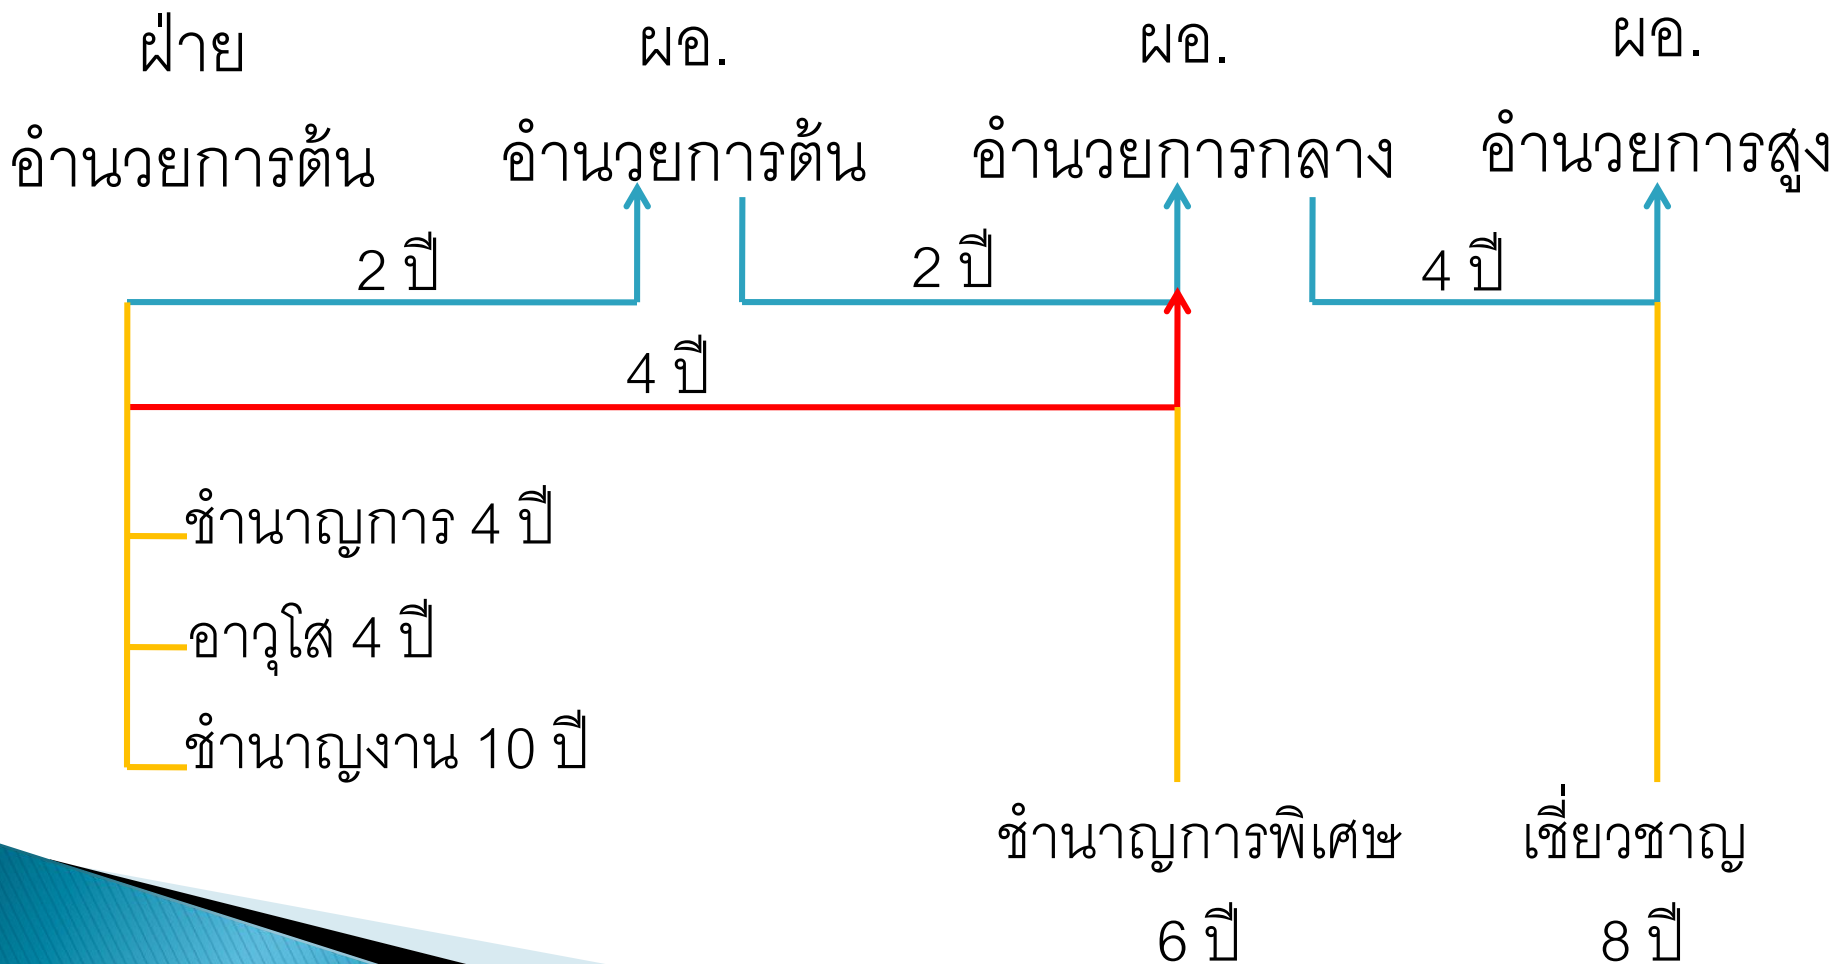 ฝ่าย
อำนวยการต้น
ผอ.
อำนวยการต้น
ผอ.
อำนวยการกลาง
ผอ.
อำนวยการสูง
2 ปี
2 ปี
4 ปี
4 ปี
ชำนาญการ 4 ปี
อาวุโส 4 ปี
ชำนาญงาน 10 ปี
ชำนาญการพิเศษ
6 ปี
เชี่ยวชาญ
8 ปี